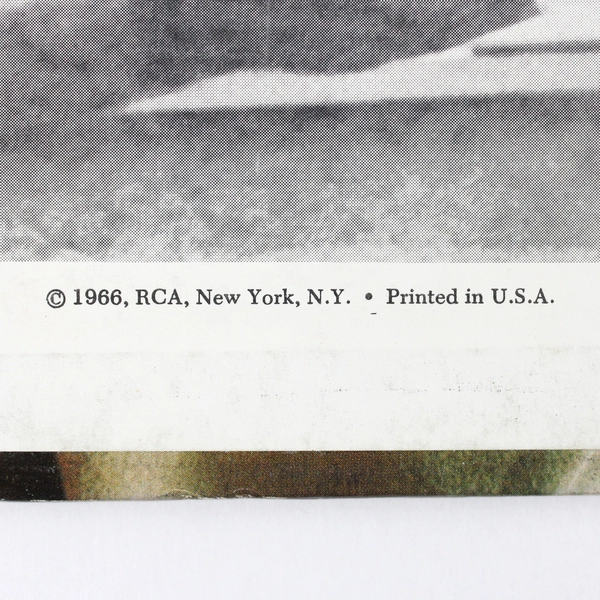 © 1966, RCA, New York, N.Y. • Printed in U.S.A.